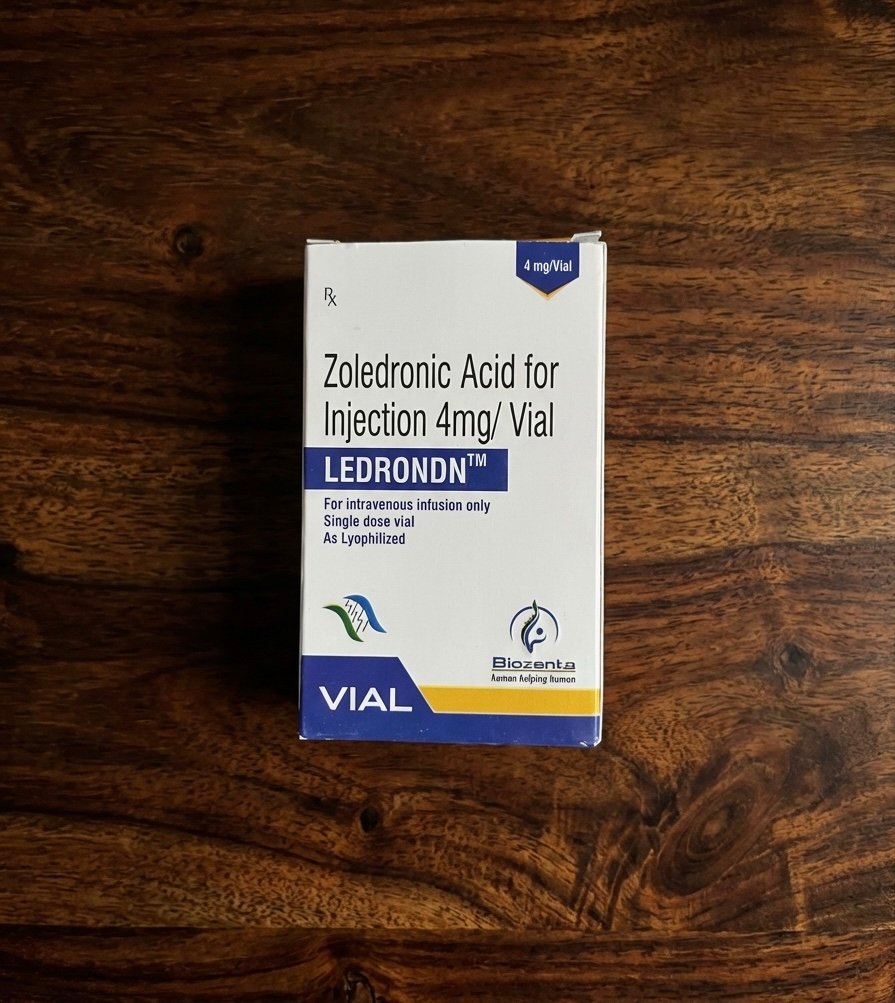 4 mg/Vial
Rx
Zoledronic Acid for
Injection 4mg/ Vial
LEDRONDN™
For intravenous infusion only
Single dose vial
As Lyophilized
Biozenta
helping human
VIAL